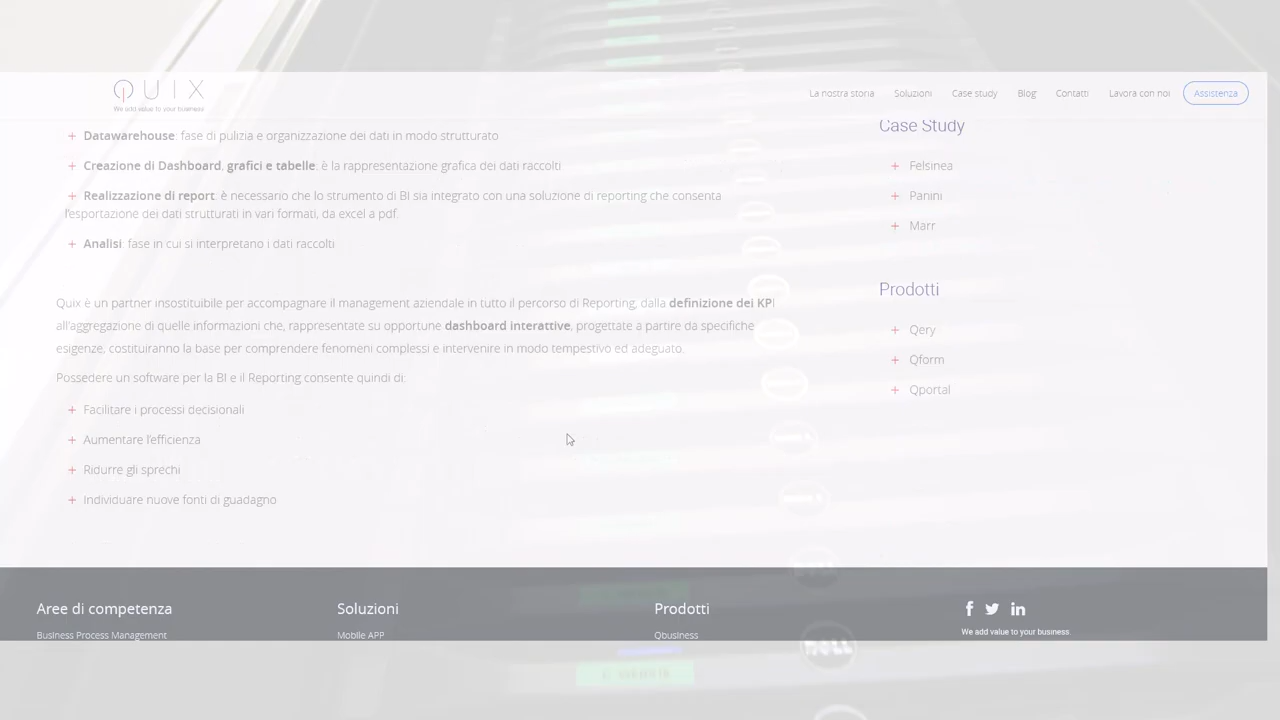 QUIX
We add value to your business
La nostra storia
Soluzioni
Case study
Blog
Contatti
Lavora con noi
Assistenza
+ Datawarehouse: fase di pulizia e organizzazione dei dati in modo strutturato
+ Creazione di Dashboard, grafici e tabelle: è la rappresentazione grafica dei dati raccolti
+ Realizzazione di report: è necessario che lo strumento di BI sia integrato con una soluzione di reporting che consenta
l'esportazione dei dati strutturati in vari formati, da excel a pdf.
+ Analisi: fase in cui si interpretano i dati raccolti
Quix è un partner insostituibile per accompagnare il management aziendale in tutto il percorso di Reporting, dalla definizione dei KPI
all'aggregazione di quelle informazioni che, rappresentate su opportune dashboard interattive, progettate a partire da specifiche
esigenze, costituiranno la base per comprendere fenomeni complessi e intervenire in modo tempestivo ed adeguato.
Possedere un software per la BI e il Reporting consente quindi di:
+ Facilitare i processi decisionali
+ Aumentare l'efficienza
+ Ridurre gli sprechi
+ Individuare nuove fonti di guadagno
Case Study
+ Felsinea
+ Panini
+ Marr
Prodotti
+ Qery
+ Qform
+ Qportal
Aree di competenza
Business Process Management
Soluzioni
Mobile APP
Prodotti
Qbusiness
We add value to your business.
DELL